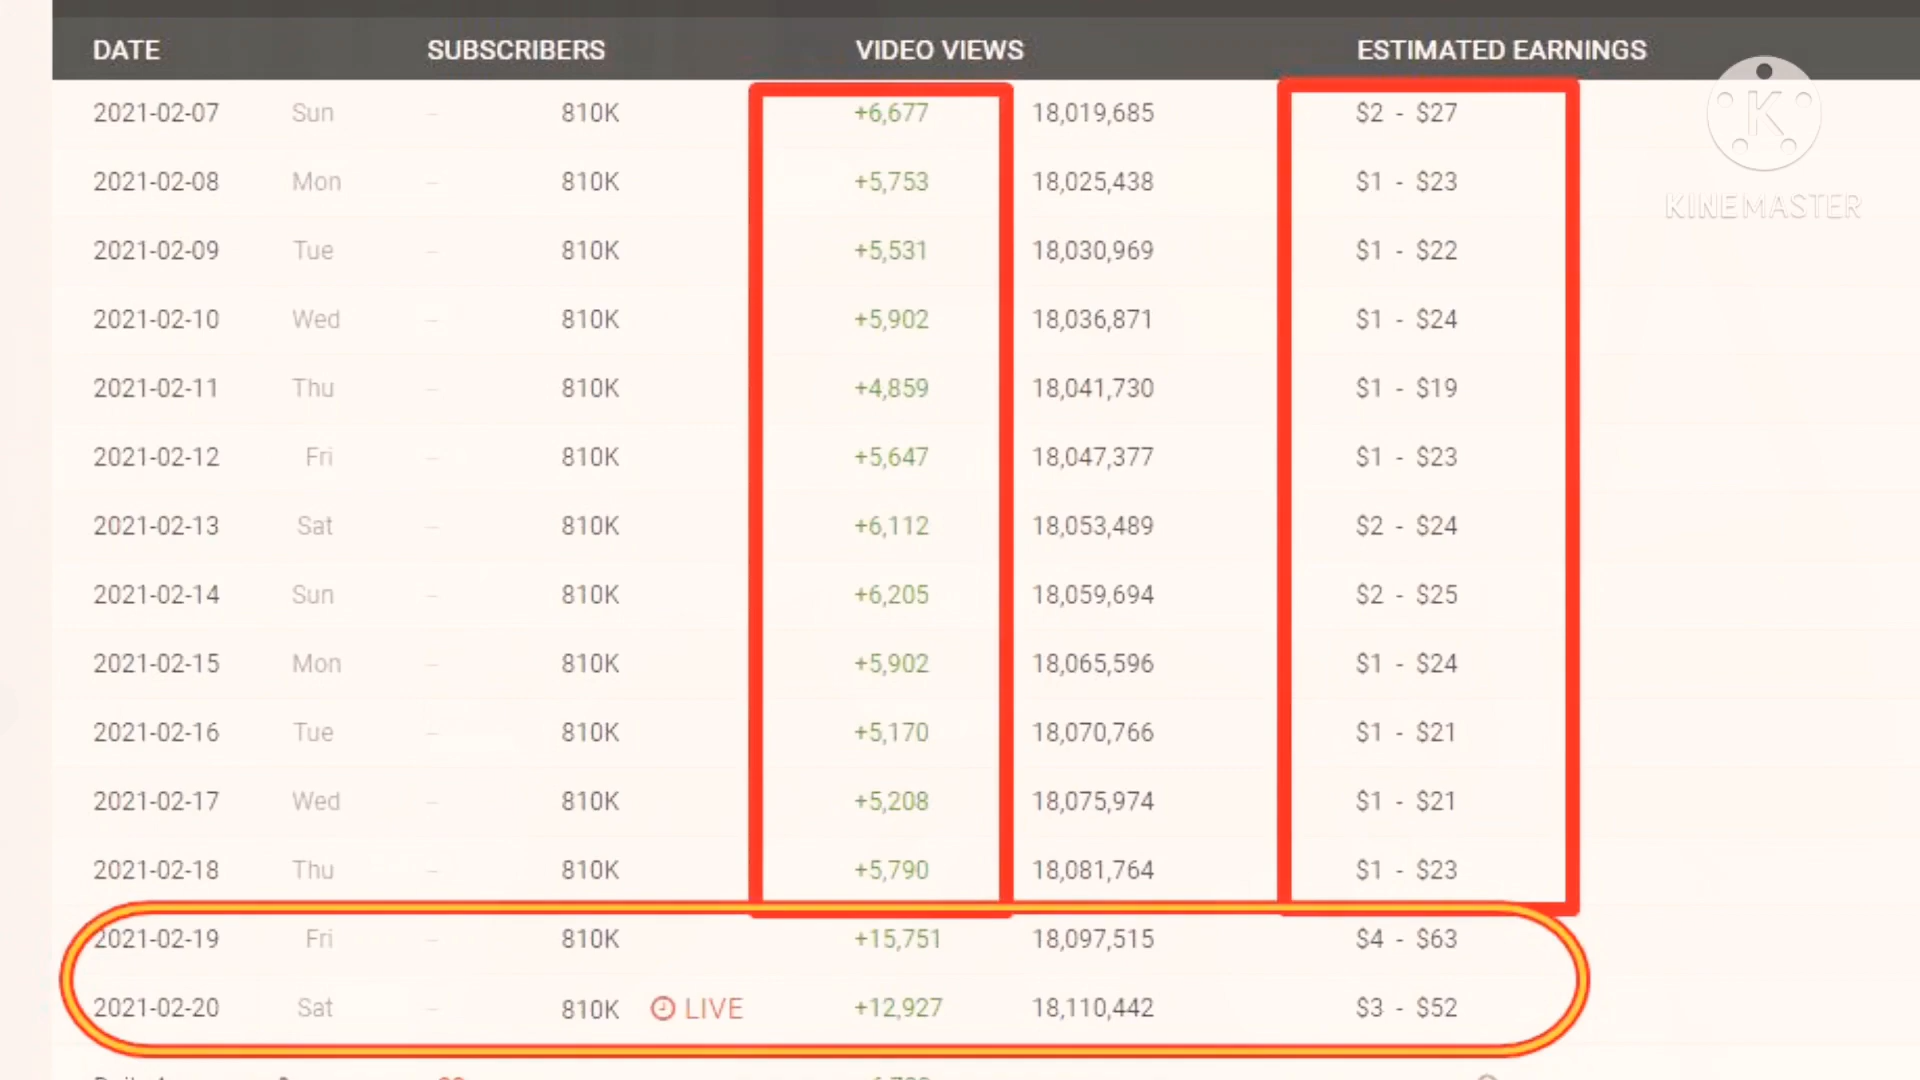 DATE SUBSCRIBERS VIDEO VIEWS ESTIMATED EARNINGS
2021-02-07 Sun – 810K +6,677 18,019,685 $2 - $27
2021-02-08 Mon – 810K +5,753 18,025,438 $1 - $23
2021-02-09 Tue – 810K +5,531 18,030,969 $1 - $22
2021-02-10 Wed – 810K +5,902 18,036,871 $1 - $24
2021-02-11 Thu – 810K +4,859 18,041,730 $1 - $19
2021-02-12 Fri – 810K +5,647 18,047,377 $1 - $23
2021-02-13 Sat – 810K +6,112 18,053,489 $2 - $24
2021-02-14 Sun – 810K +6,205 18,059,694 $2 - $25
2021-02-15 Mon – 810K +5,902 18,065,596 $1 - $24
2021-02-16 Tue – 810K +5,170 18,070,766 $1 - $21
2021-02-17 Wed – 810K +5,208 18,075,974 $1 - $21
2021-02-18 Thu – 810K +5,790 18,081,764 $1 - $23
2021-02-19 Fri – 810K +15,751 18,097,515 $4 - $63
2021-02-20 Sat – 810K LIVE +12,927 18,110,442 $3 - $52
K
KINEMASTER